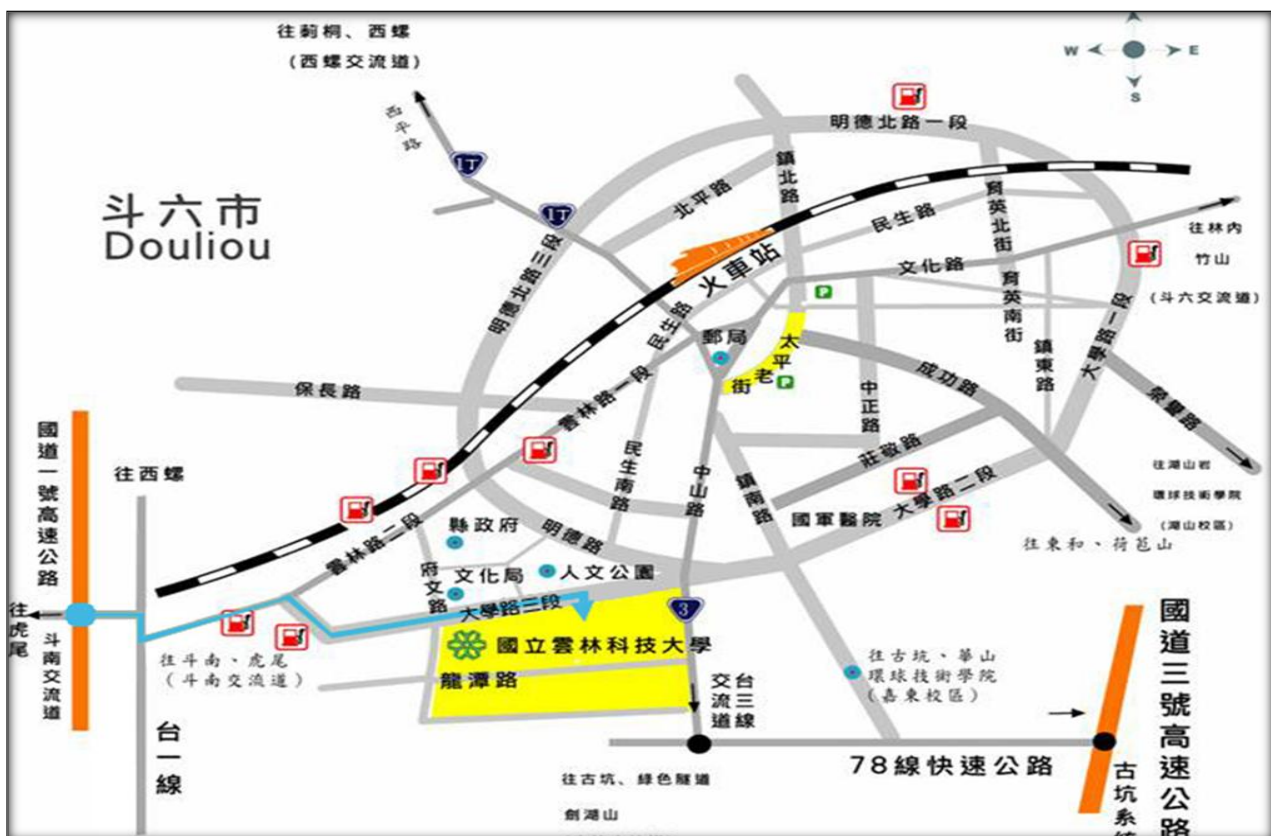 往莿桐、西螺
(西螺交流道)
W
E
S
西平路
1丁
1丁
斗六市
Douliou
明德北路一段
鎮北路
北平路
民生路
育英北街
往林內
竹山
(斗六交流道)
文化路
火車站
明德北路三段
民生路
郵局
P
太平老街
P
育英南街
鎮東路
大學路一段
成功路
中正路
榮譽路
保長路
雲林路一段
民生南路
中山路
鎮南路
莊敬路
大學路二段
國軍醫院
往湖山岩
環球技術學院
(湖山校區)
往東和、荷苞山
國道一號高速公路
往西螺
雲林路二段
縣政府
明德路
府文路
文化局
人文公園
大學路三段
3
往虎尾
斗南交流道
往斗南、虎尾
(斗南交流道)
國立雲林科技大學
龍潭路
台三線
交流道
往古坑、華山
環球技術學院
(嘉東校區)
國道三號高速公路
台一線
78線快速公路
往古坑、綠色隧道
劍湖山
古坑系統